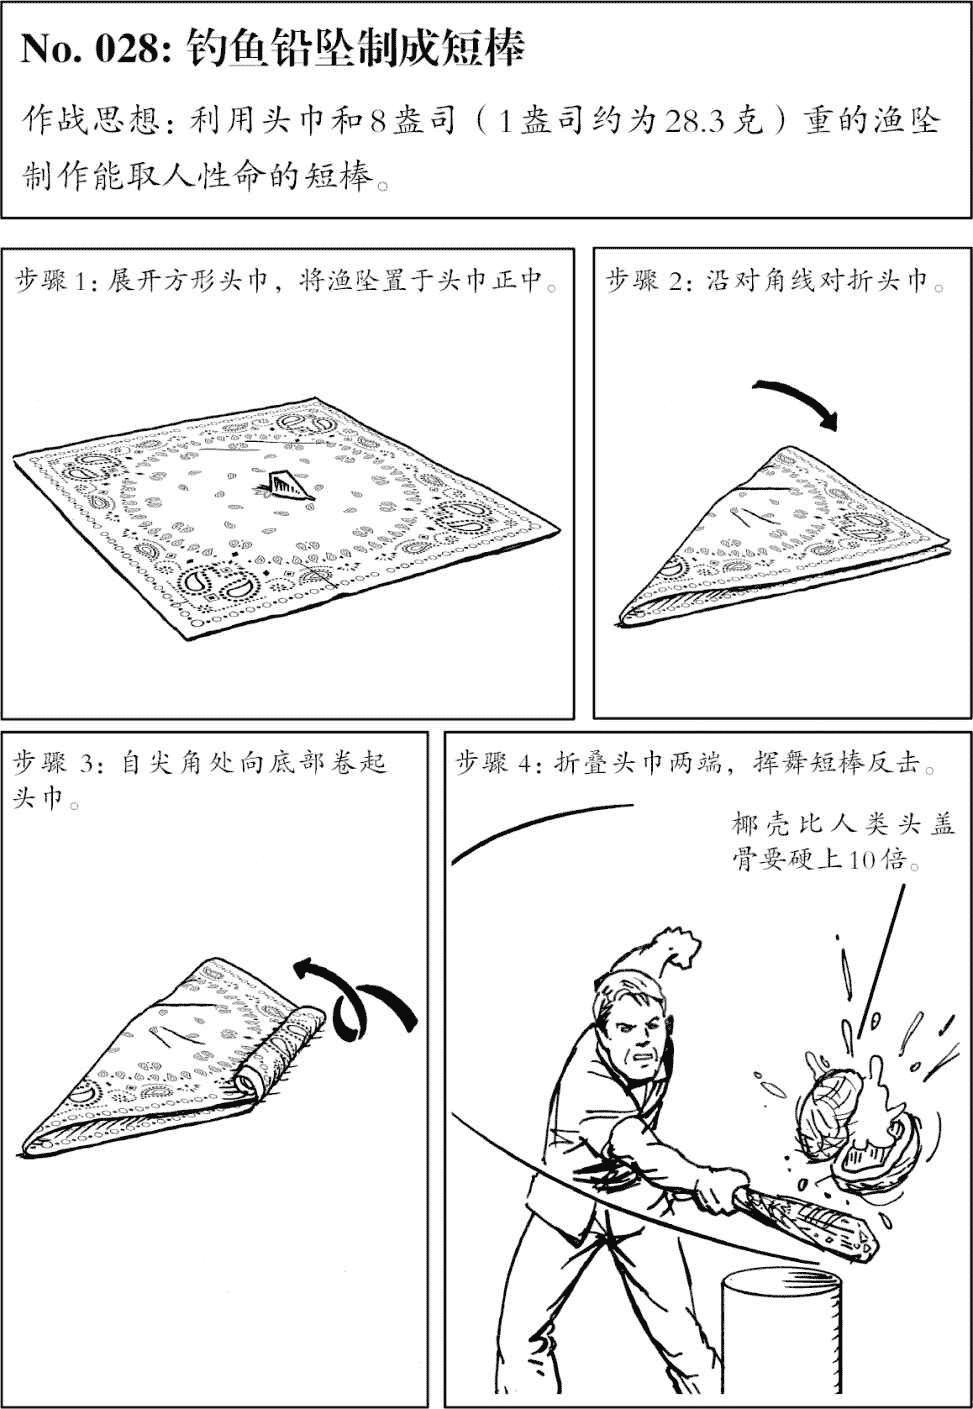 No. 028: 钓鱼铅坠制成短棒
作战思想: 利用头巾和8盎司（1盎司约为28.3克）重的渔坠
制作能取人性命的短棒。
步骤 1: 展开方形头巾，将渔坠置于头巾正中。
步骤 2: 沿对角线对折头巾。
步骤 3: 自尖角处向底部卷起
头巾。
步骤 4: 折叠头巾两端，挥舞短棒反击。
椰壳比人类头盖
骨要硬上10倍。